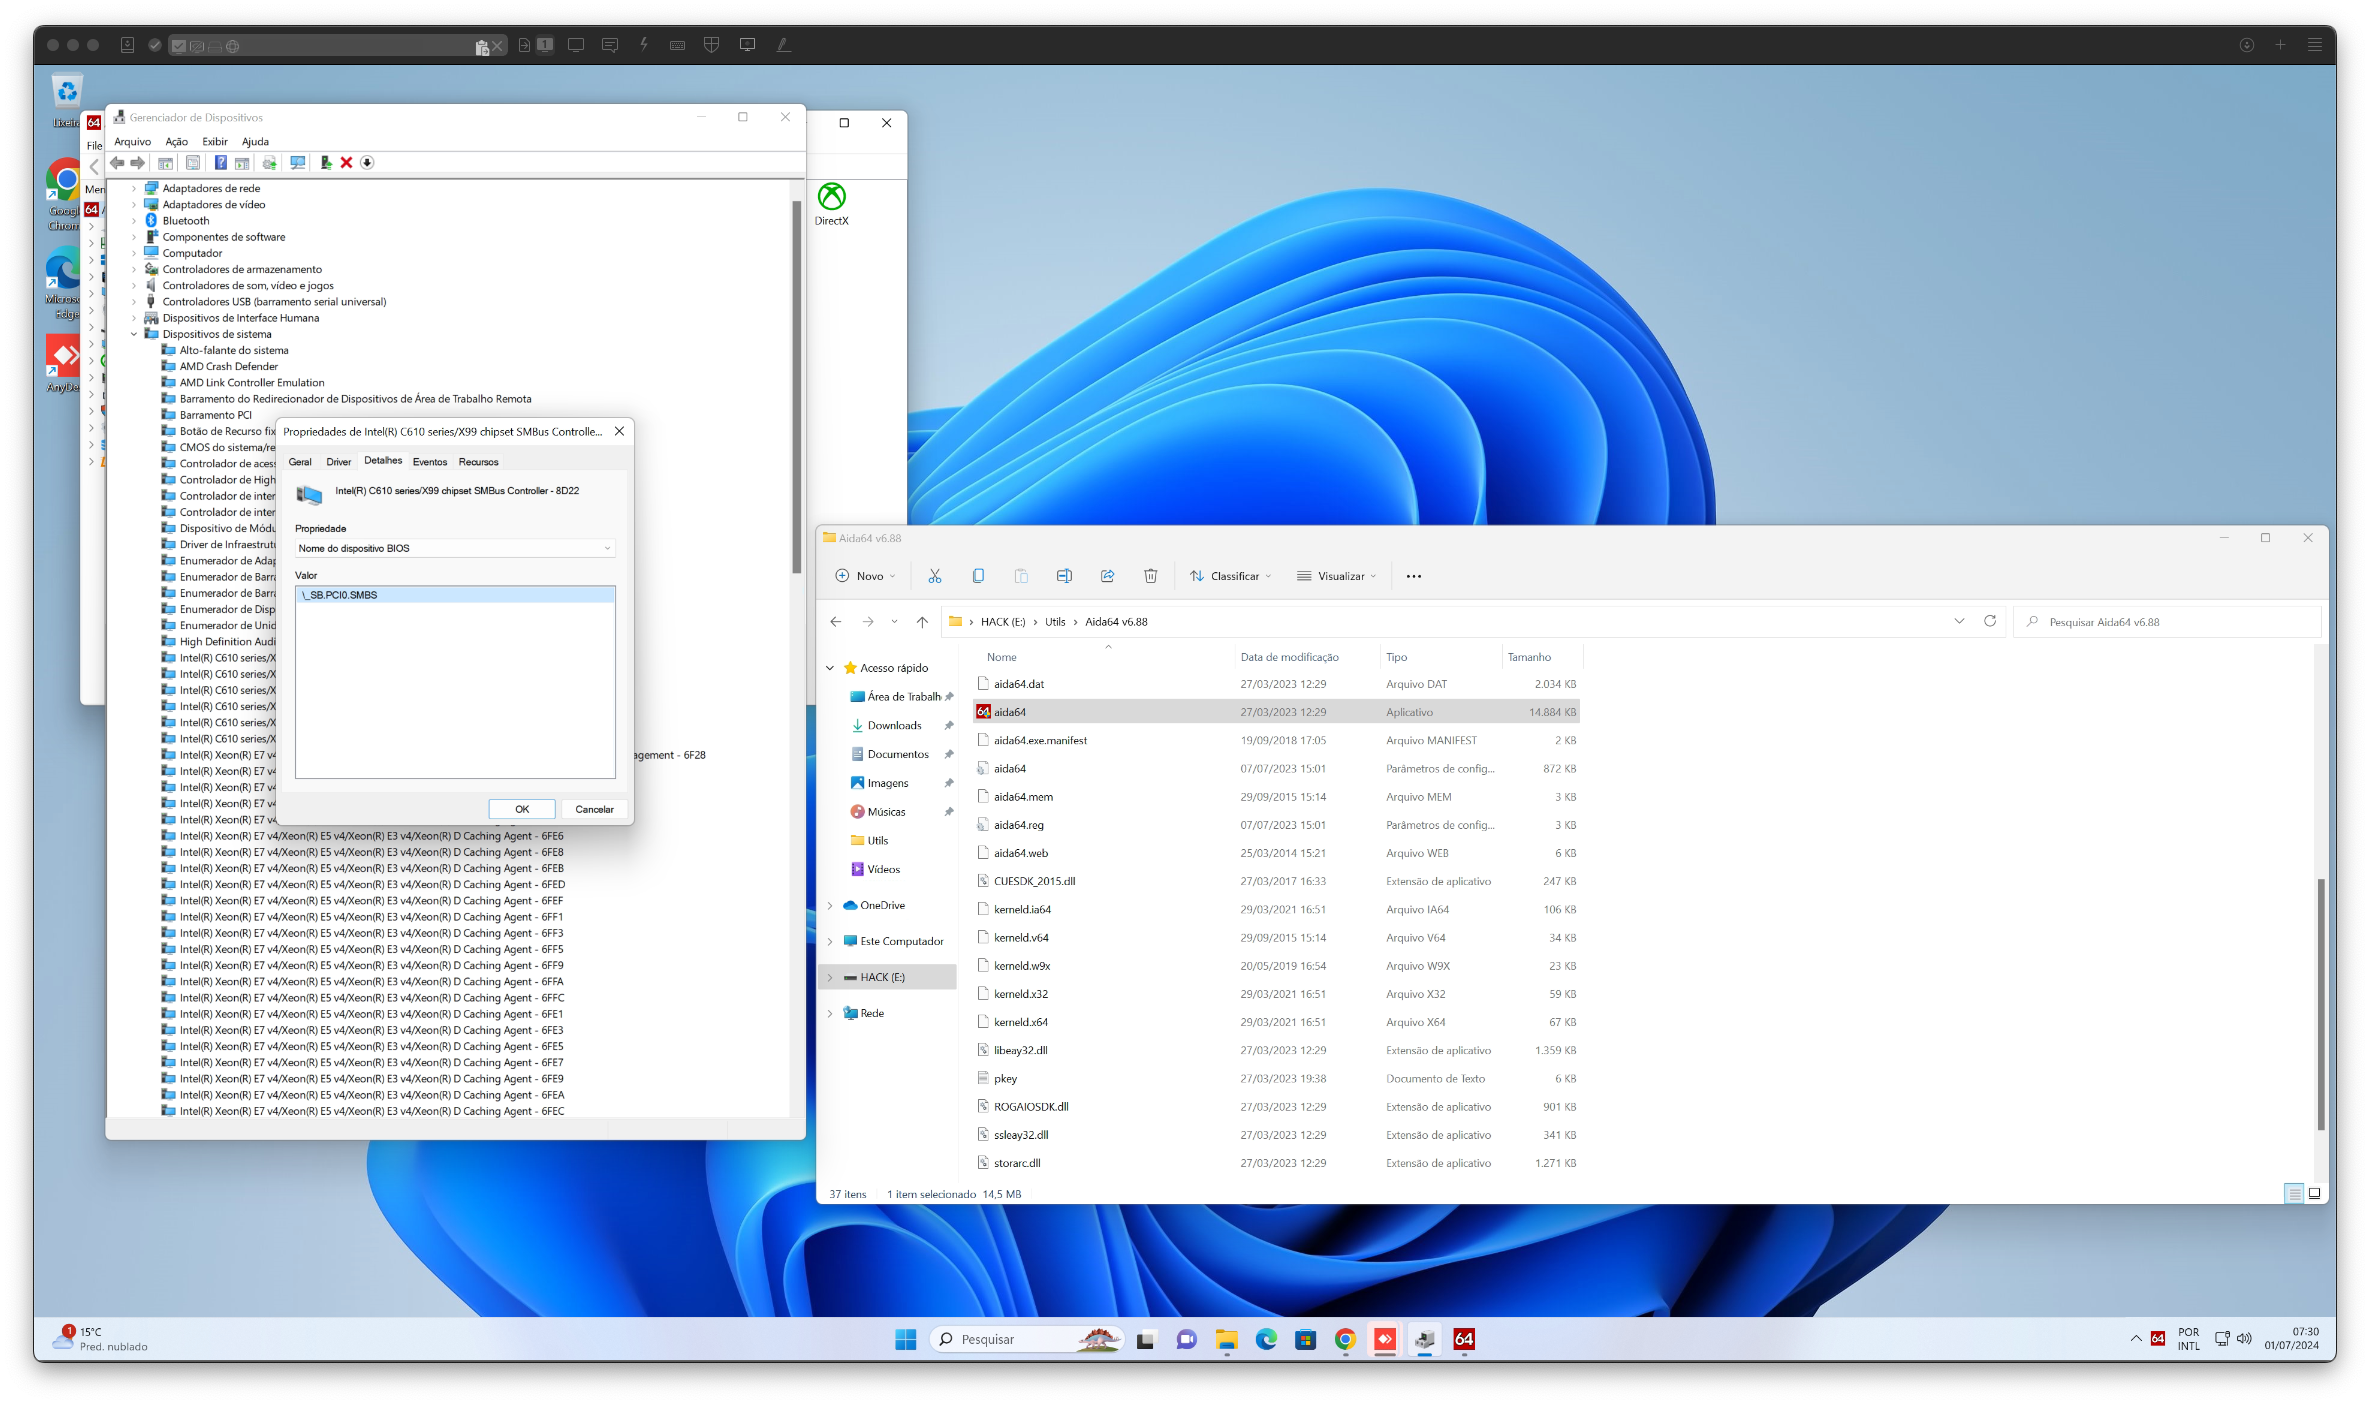 1
Lixeira
Google
Chrom
Microso
Edge
AnyDe
64
File
Men
64
Gerenciador de Dispositivos
Arquivo Ação Exibir Ajuda
Adaptadores de rede
Adaptadores de vídeo
Bluetooth
Componentes de software
Computador
Controladores de armazenamento
Controladores de som, vídeo e jogos
Controladores USB (barramento serial universal)
Dispositivos de Interface Humana
Dispositivos de sistema
Alto-falante do sistema
AMD Crash Defender
AMD Link Controller Emulation
Barramento do Redirecionador de Dispositivos de Área de Trabalho Remota
Barramento PCI
Botão de Recurso fix
CMOS do sistema/re
Controlador de aces
Controlador de High
Controlador de inter
Controlador de inter
Dispositivo de Módu
Driver de Infraestrut
Enumerador de Adap
Enumerador de Barr
Enumerador de Barr
Enumerador de Disp
Enumerador de Unid
High Definition Audi
Intel(R) C610 series/X
Intel(R) C610 series/X
Intel(R) C610 series/X
Intel(R) C610 series/X
Intel(R) C610 series/X
Intel(R) C610 series/X
Intel(R) Xeon(R) E7 v4 agement - 6F28
Intel(R) Xeon(R) E7 v4
Intel(R) Xeon(R) E7 v4
Intel(R) Xeon(R) E7 v4
Intel(R) Xeon(R) E7 v4
Intel(R) Xeon(R) E7 v4/Xeon(R) E5 v4/Xeon(R) E3 v4/Xeon(R) D Caching Agent - 6FE6
Intel(R) Xeon(R) E7 v4/Xeon(R) E5 v4/Xeon(R) E3 v4/Xeon(R) D Caching Agent - 6FE8
Intel(R) Xeon(R) E7 v4/Xeon(R) E5 v4/Xeon(R) E3 v4/Xeon(R) D Caching Agent - 6FEB
Intel(R) Xeon(R) E7 v4/Xeon(R) E5 v4/Xeon(R) E3 v4/Xeon(R) D Caching Agent - 6FED
Intel(R) Xeon(R) E7 v4/Xeon(R) E5 v4/Xeon(R) E3 v4/Xeon(R) D Caching Agent - 6FEF
Intel(R) Xeon(R) E7 v4/Xeon(R) E5 v4/Xeon(R) E3 v4/Xeon(R) D Caching Agent - 6FF1
Intel(R) Xeon(R) E7 v4/Xeon(R) E5 v4/Xeon(R) E3 v4/Xeon(R) D Caching Agent - 6FF3
Intel(R) Xeon(R) E7 v4/Xeon(R) E5 v4/Xeon(R) E3 v4/Xeon(R) D Caching Agent - 6FF5
Intel(R) Xeon(R) E7 v4/Xeon(R) E5 v4/Xeon(R) E3 v4/Xeon(R) D Caching Agent - 6FF9
Intel(R) Xeon(R) E7 v4/Xeon(R) E5 v4/Xeon(R) E3 v4/Xeon(R) D Caching Agent - 6FFA
Intel(R) Xeon(R) E7 v4/Xeon(R) E5 v4/Xeon(R) E3 v4/Xeon(R) D Caching Agent - 6FFC
Intel(R) Xeon(R) E7 v4/Xeon(R) E5 v4/Xeon(R) E3 v4/Xeon(R) D Caching Agent - 6FE1
Intel(R) Xeon(R) E7 v4/Xeon(R) E5 v4/Xeon(R) E3 v4/Xeon(R) D Caching Agent - 6FE3
Intel(R) Xeon(R) E7 v4/Xeon(R) E5 v4/Xeon(R) E3 v4/Xeon(R) D Caching Agent - 6FE5
Intel(R) Xeon(R) E7 v4/Xeon(R) E5 v4/Xeon(R) E3 v4/Xeon(R) D Caching Agent - 6FE7
Intel(R) Xeon(R) E7 v4/Xeon(R) E5 v4/Xeon(R) E3 v4/Xeon(R) D Caching Agent - 6FE9
Intel(R) Xeon(R) E7 v4/Xeon(R) E5 v4/Xeon(R) E3 v4/Xeon(R) D Caching Agent - 6FEA
Intel(R) Xeon(R) E7 v4/Xeon(R) E5 v4/Xeon(R) E3 v4/Xeon(R) D Caching Agent - 6FEC
Propriedades de Intel(R) C610 series/X99 chipset SMBus Controlle...
Geral Driver Detalhes Eventos Recursos
Intel(R) C610 series/X99 chipset SMBus Controller - 8D22
Propriedade
Nome do dispositivo BIOS
Valor
\_SB.PCI0.SMBS
OK Cancelar
DirectX
Aida64 v6.88
Novo Classificar Visualizar
HACK (E:) Utils Aida64 v6.88
Pesquisar Aida64 v6.88
Acesso rápido
Área de Trabalh
Downloads
Documentos
Imagens
Músicas
Utils
Vídeos
OneDrive
Este Computador
HACK (E:)
Rede
Nome Data de modificação Tipo Tamanho
aida64.dat 27/03/2023 12:29 Arquivo DAT 2.034 KB
aida64 27/03/2023 12:29 Aplicativo 14.884 KB
aida64.exe.manifest 19/09/2018 17:05 Arquivo MANIFEST 2 KB
aida64 07/07/2023 15:01 Parâmetros de config... 872 KB
aida64.mem 29/09/2015 15:14 Arquivo MEM 3 KB
aida64.reg 07/07/2023 15:01 Parâmetros de config... 3 KB
aida64.web 25/03/2014 15:21 Arquivo WEB 6 KB
CUESDK_2015.dll 27/03/2017 16:33 Extensão de aplicativo 247 KB
kerneld.ia64 29/03/2021 16:51 Arquivo IA64 106 KB
kerneld.v64 29/09/2015 15:14 Arquivo V64 34 KB
kerneld.w9x 20/05/2019 16:54 Arquivo W9X 23 KB
kerneld.x32 29/03/2021 16:51 Arquivo X32 59 KB
kerneld.x64 29/03/2021 16:51 Arquivo X64 67 KB
libeay32.dll 27/03/2023 12:29 Extensão de aplicativo 1.359 KB
pkey 27/03/2023 19:38 Documento de Texto 6 KB
ROGAIOSDK.dll 27/03/2023 12:29 Extensão de aplicativo 901 KB
ssleay32.dll 27/03/2023 12:29 Extensão de aplicativo 341 KB
storarc.dll 27/03/2023 12:29 Extensão de aplicativo 1.271 KB
37 itens 1 item selecionado 14,5 MB
1
15°C
Pred. nublado
Pesquisar
64
64
POR
INTL
07:30
01/07/2024